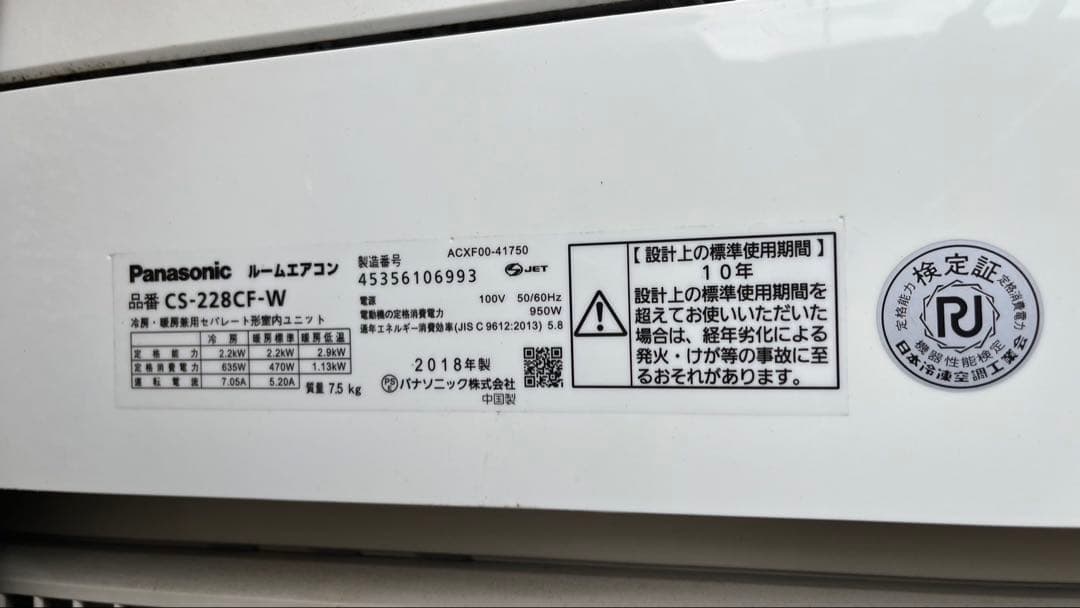 Panasonic ルームエアコン
品番 CS-228CF-W
冷房・暖房兼用セパレート形室内ユニット
冷房 暖房標準 暖房低温
定格能力 2.2kW 2.2kW 2.9kW
定格消費電力 635W 470W 1.13kW
運転電流 7.05A 5.20A
質量 7.5 kg
ACXF00-41750
製造番号
45356106993
JET
電源 100V 50/60Hz
電動機の定格消費電力 950W
通年エネルギー消費効率(JIS C 9612:2013) 5.8
2018年製
PS E パナソニック株式会社
中国製
【設計上の標準使用期間】
10年
設計上の標準使用期間を
超えてお使いいただいた
場合は、経年劣化による
発火・けが等の事故に至
るおそれがあります。
検定証
定格能力
定格消費電力
RJ
機器性能検定
日本冷凍空調工業会